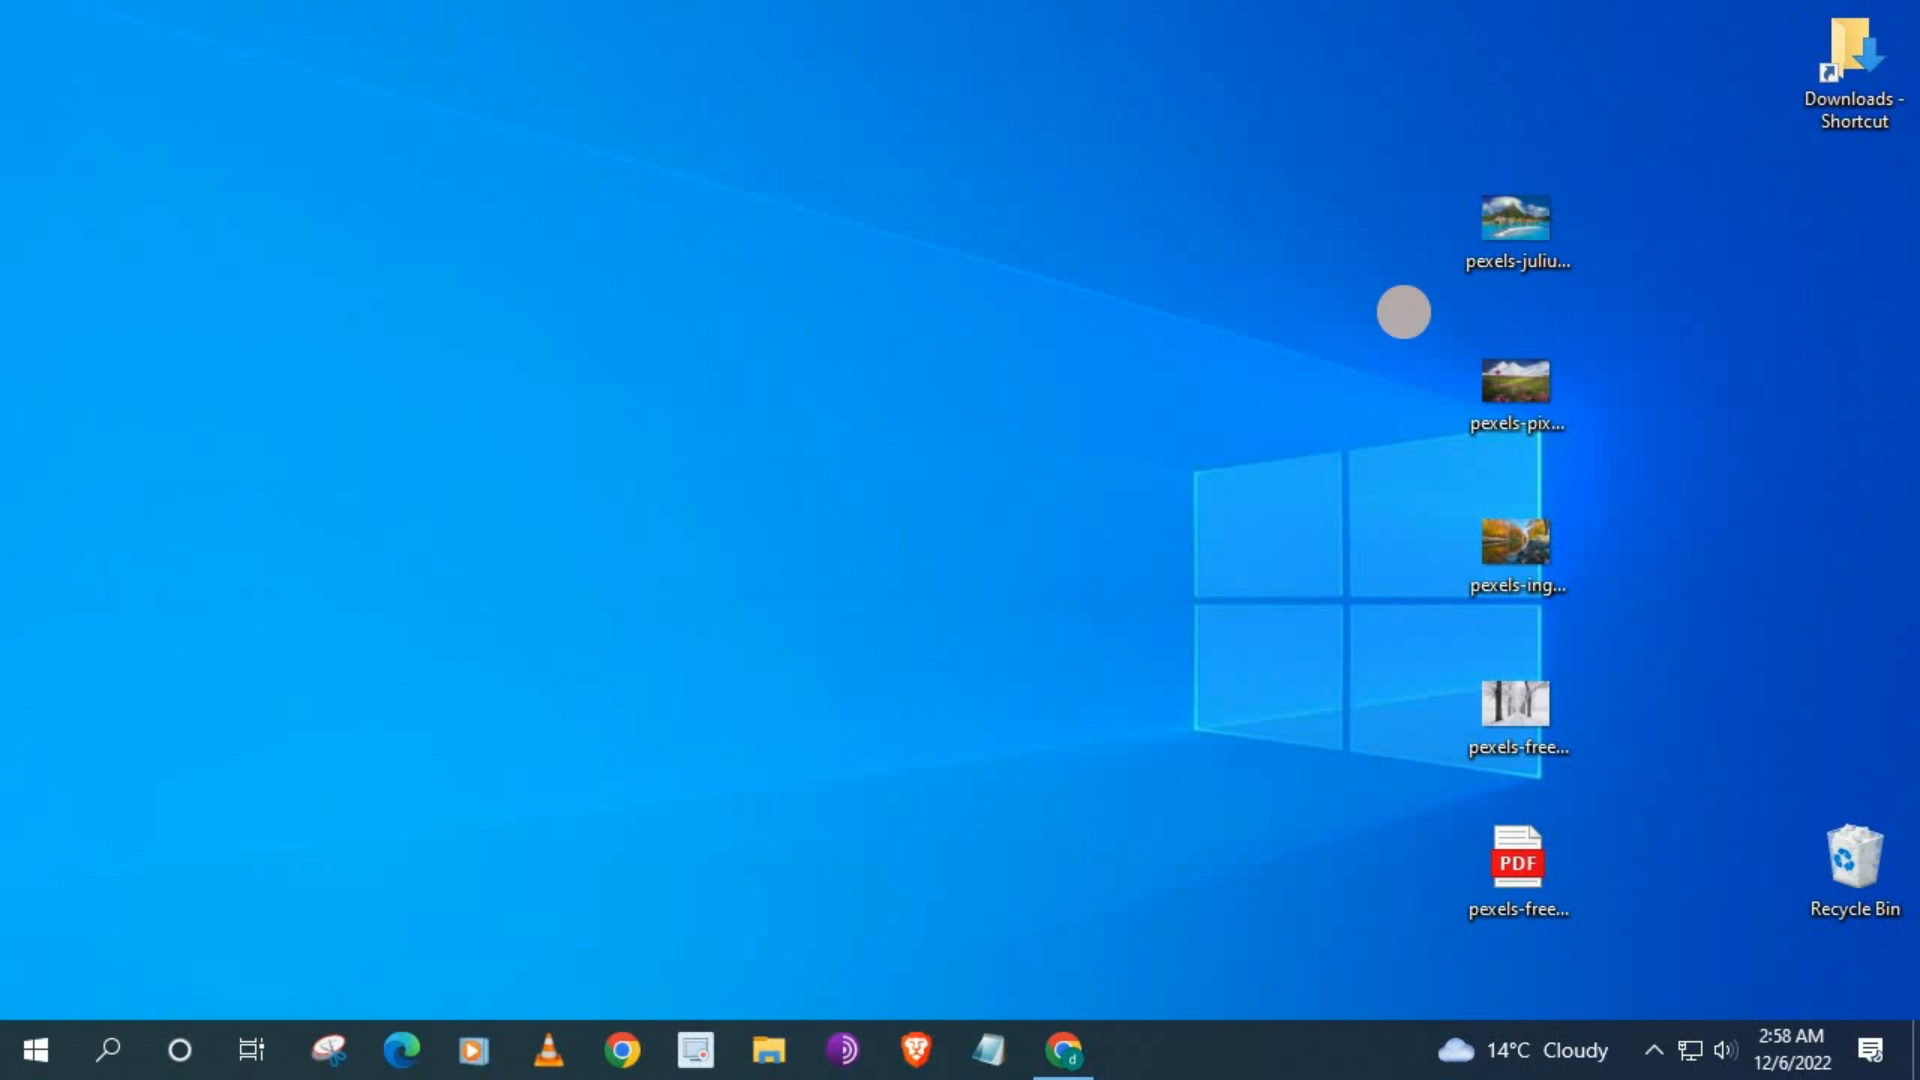 Downloads -
Shortcut
pexels-juliu...
pexels-pix...
pexels-ing...
pexels-free...
PDF
pexels-free...
Recycle Bin
d
14°C Cloudy
2:58 AM
12/6/2022